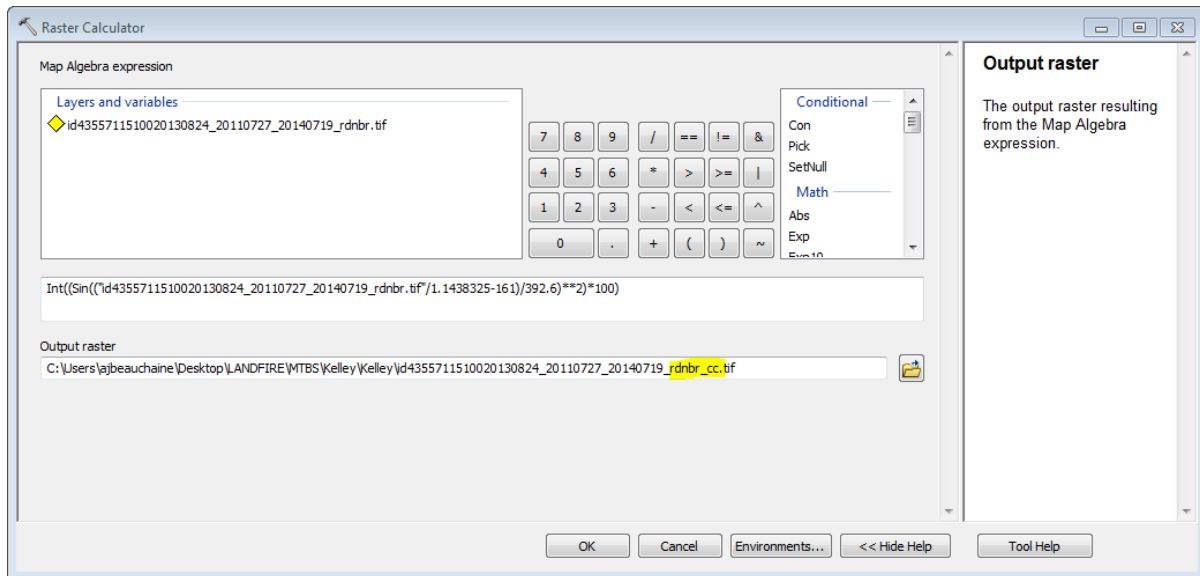 Raster Calculator
Map Algebra expression
Layers and variables
id4355711510020130824_20110727_20140719_rdnbr.tif
7 8 9 / == != &
4 5 6 * > >= |
1 2 3 - < <= ^
0 . + ( ) ~
Conditional
Con
Pick
SetNull
Math
Abs
Exp
Exp10
Int((Sin(("id4355711510020130824_20110727_20140719_rdnbr.tif"/1.1438325-161)/392.6)**2)*100)
Output raster
C:\Users\ajbeauchaine\Desktop\LANDFIRE\MTBS\Kelley\Kelley\id4355711510020130824_20110727_20140719_rdnbr_cc.tif
OK Cancel Environments... << Hide Help Tool Help
Output raster
The output raster resulting
from the Map Algebra
expression.